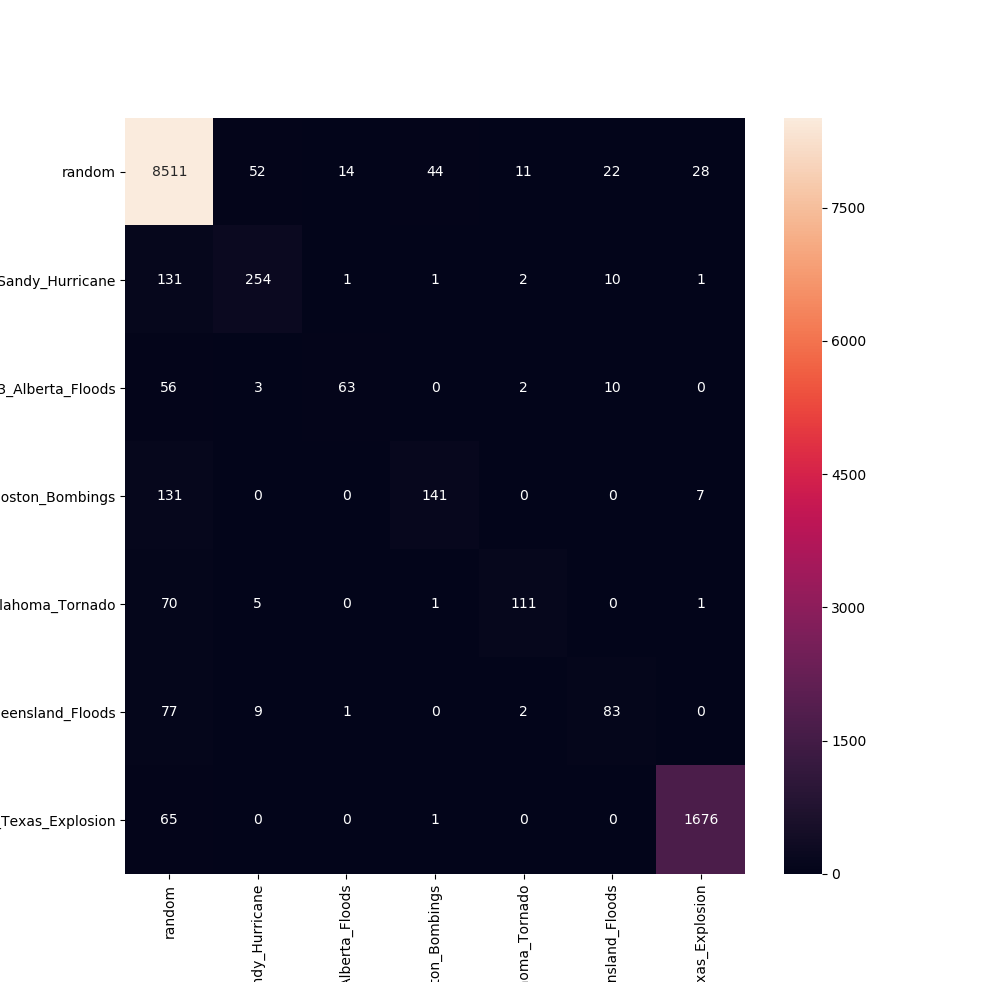 random 8511 52 14 44 11 22 28
Sandy_Hurricane 131 254 1 1 2 10 1
3_Alberta_Floods 56 3 63 0 2 10 0
oston_Bombings 131 0 0 141 0 0 7
lahoma_Tornado 70 5 0 1 111 0 1
eensland_Floods 77 9 1 0 2 83 0
_Texas_Explosion 65 0 0 1 0 0 1676
random
ndy_Hurricane
Alberta_Floods
ton_Bombings
oma_Tornado
nsland_Floods
xas_Explosion
7500
6000
4500
3000
1500
0